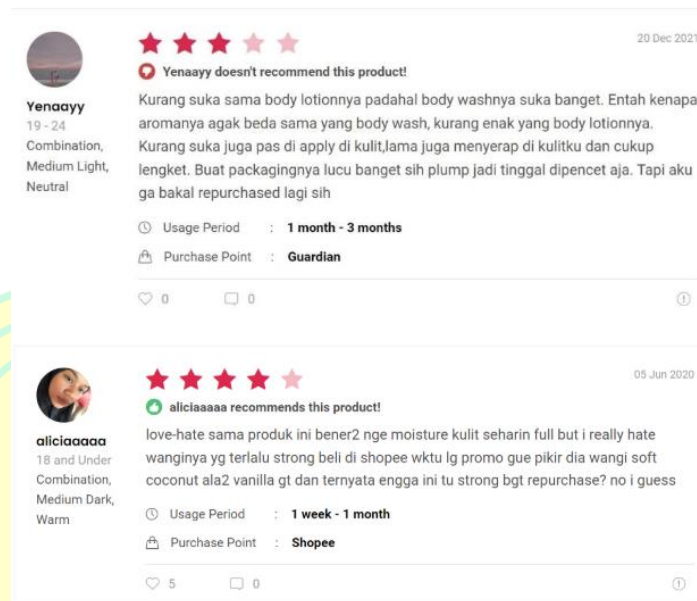 20 Dec 2021
Yenaayy doesn't recommend this product!
Yenaayy
19 - 24
Combination,
Medium Light,
Neutral
Kurang suka sama body lotionnya padahal body washnya suka banget. Entah kenapa
aromanya agak beda sama yang body wash, kurang enak yang body lotionnya.
Kurang suka juga pas di apply di kulit,lama juga menyerap di kulitku dan cukup
lengket. Buat packagingnya lucu banget sih plump jadi tinggal dipencet aja. Tapi aku
ga bakal repurchased lagi sih
Usage Period : 1 month - 3 months
Purchase Point : Guardian
0 0
05 Jun 2020
aliciaaaaa recommends this product!
aliciaaaaa
18 and Under
Combination,
Medium Dark,
Warm
love-hate sama produk ini bener2 nge moisture kulit seharin full but i really hate
wanginya yg terlalu strong beli di shopee wktu lg promo gue pikir dia wangi soft
coconut ala2 vanilla gt dan ternyata engga ini tu strong bgt repurchase? no i guess
Usage Period : 1 week - 1 month
Purchase Point : Shopee
5 0